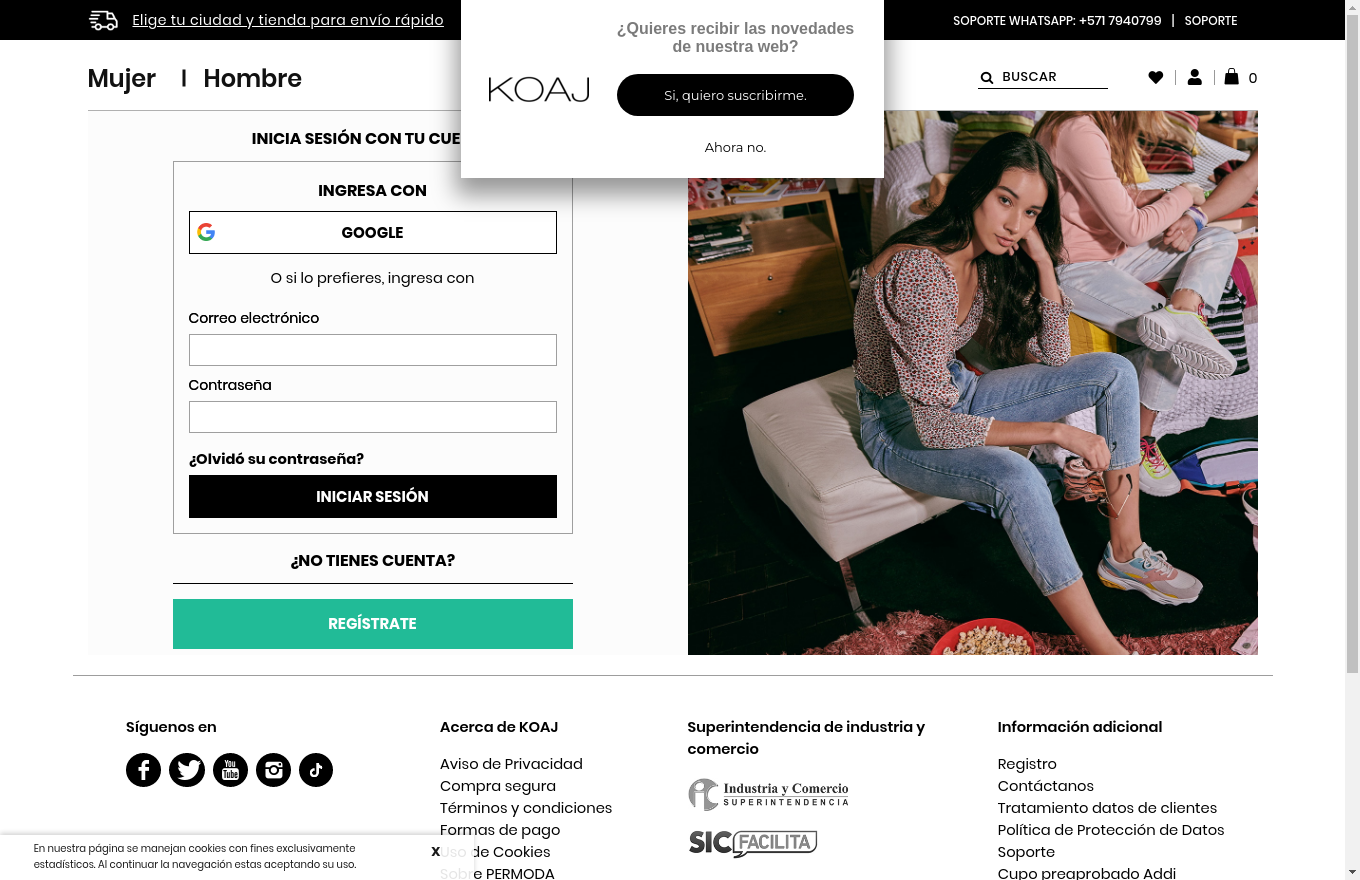 Elige tu ciudad y tienda para envío rápido
SOPORTE WHATSAPP: +571 7940799 | SOPORTE
¿Quieres recibir las novedades
de nuestra web?
KOAJ
Si, quiero suscribirme.
Ahora no.
Mujer | Hombre
BUSCAR
0
INICIA SESIÓN CON TU CUE
INGRESA CON
GOOGLE
O si lo prefieres, ingresa con
Correo electrónico
Contraseña
¿Olvidó su contraseña?
INICIAR SESIÓN
¿NO TIENES CUENTA?
REGÍSTRATE
Síguenos en
You
Tube
Acerca de KOAJ
Aviso de Privacidad
Compra segura
Términos y condiciones
Formas de pago
Uso de Cookies
Sobre PERMODA
Superintendencia de industria y
comercio
Industria y Comercio
SUPERINTENDENCIA
SIC FACILITA
Información adicional
Registro
Contáctanos
Tratamiento datos de clientes
Política de Protección de Datos
Soporte
Cupo preaprobado Addi
En nuestra página se manejan cookies con fines exclusivamente
estadísticos. Al continuar la navegación estas aceptando su uso.
X